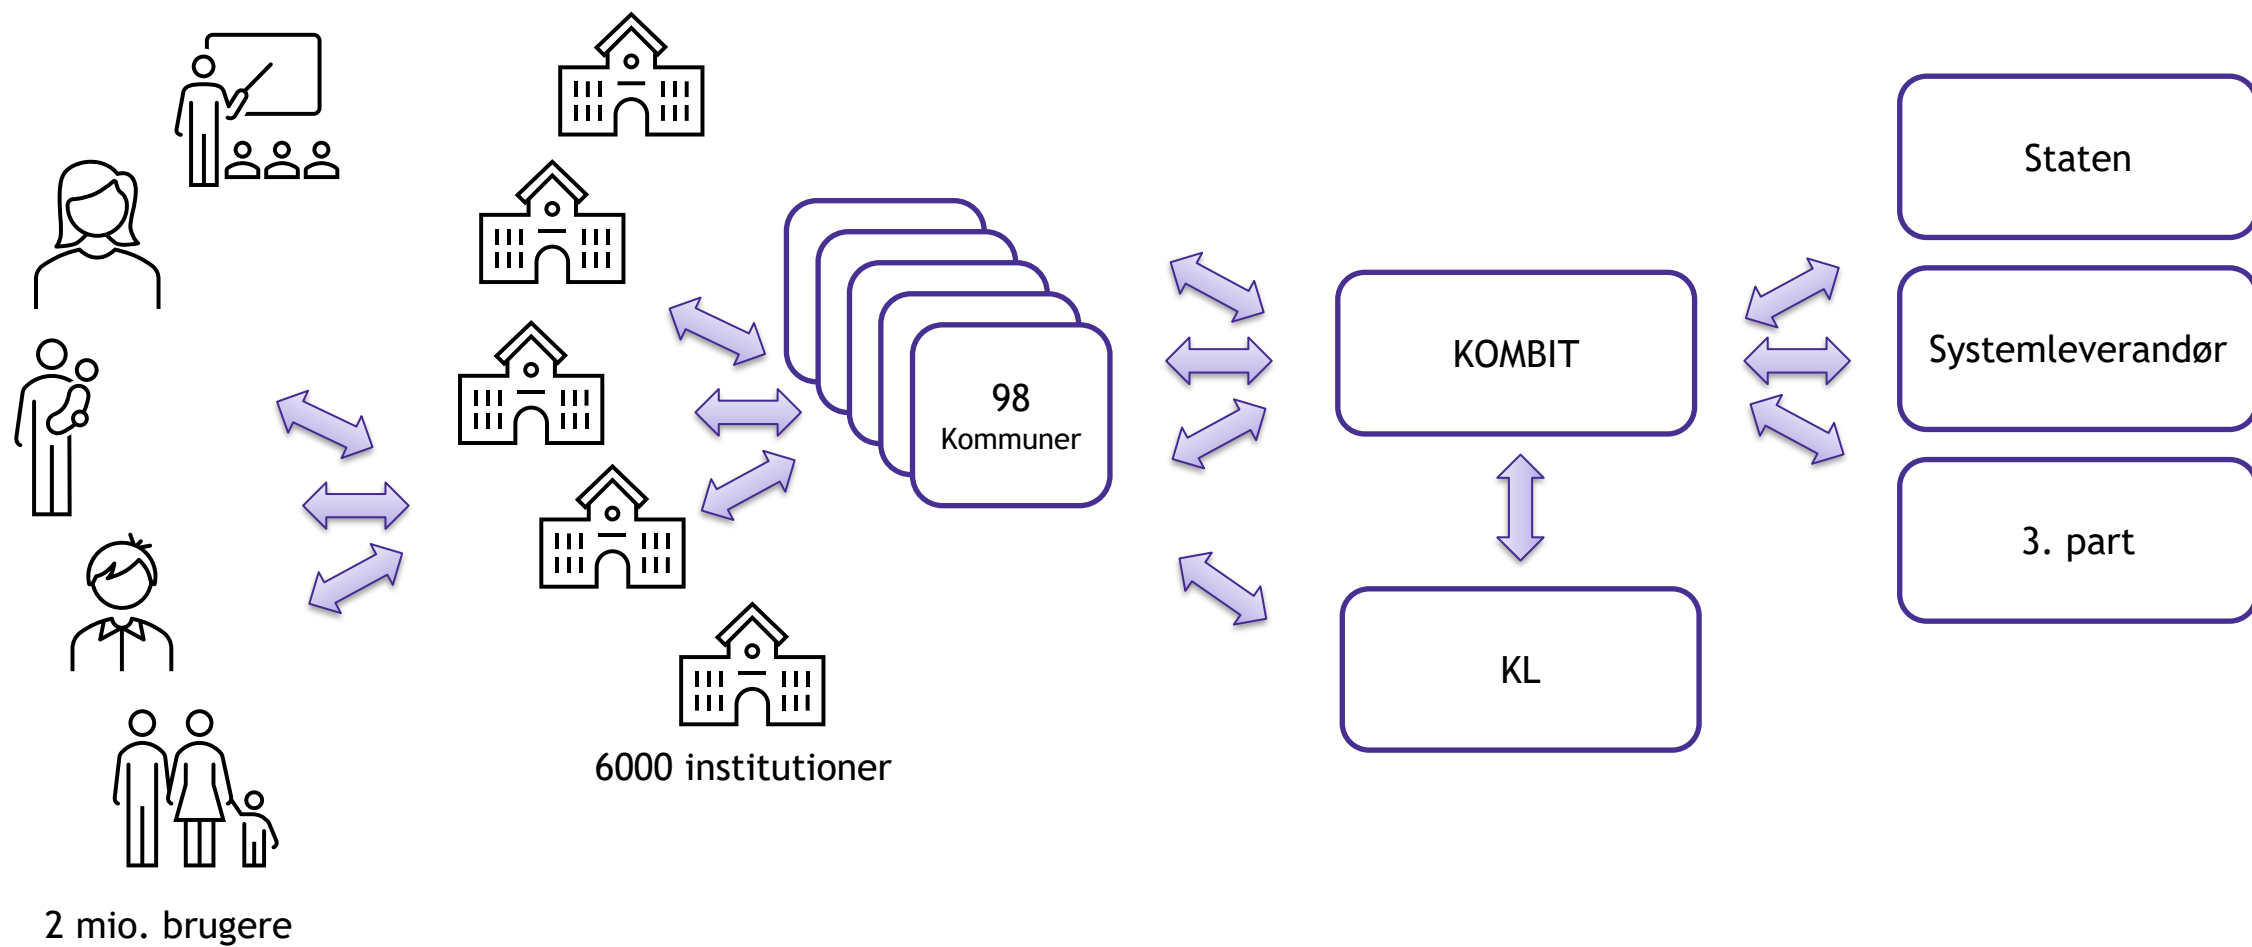 2 mio. brugere
6000 institutioner
98
Kommuner
KOMBIT
KL
Staten
Systemleverandør
3. part